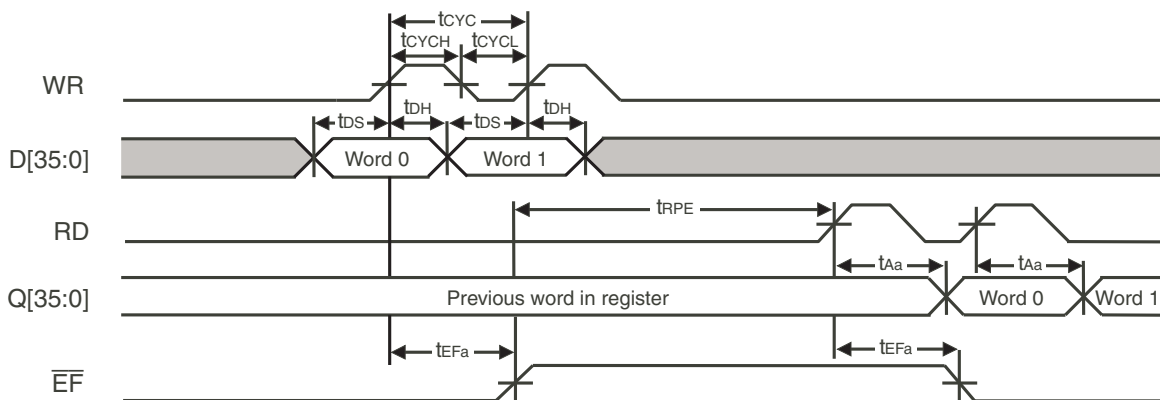 tCYC
tCYCH tCYCL
WR
tDS tDH tDS tDH
D[35:0] Word 0 Word 1
tRPE
RD
tAa tAa
Q[35:0] Previous word in register Word 0 Word 1
tEFa tEFa
EF